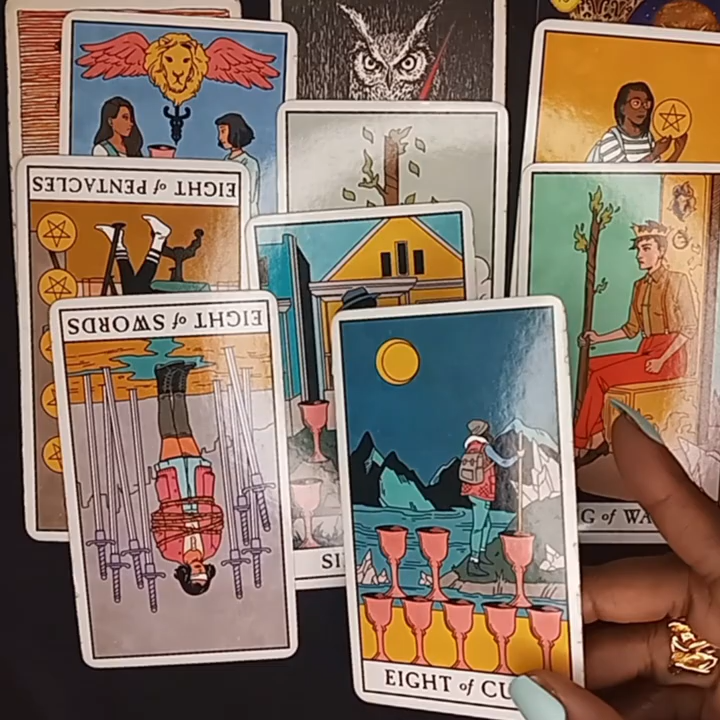 EIGHT of PENTACLES
EIGHT of SWORDS
SI
G of WA
EIGHT of CU